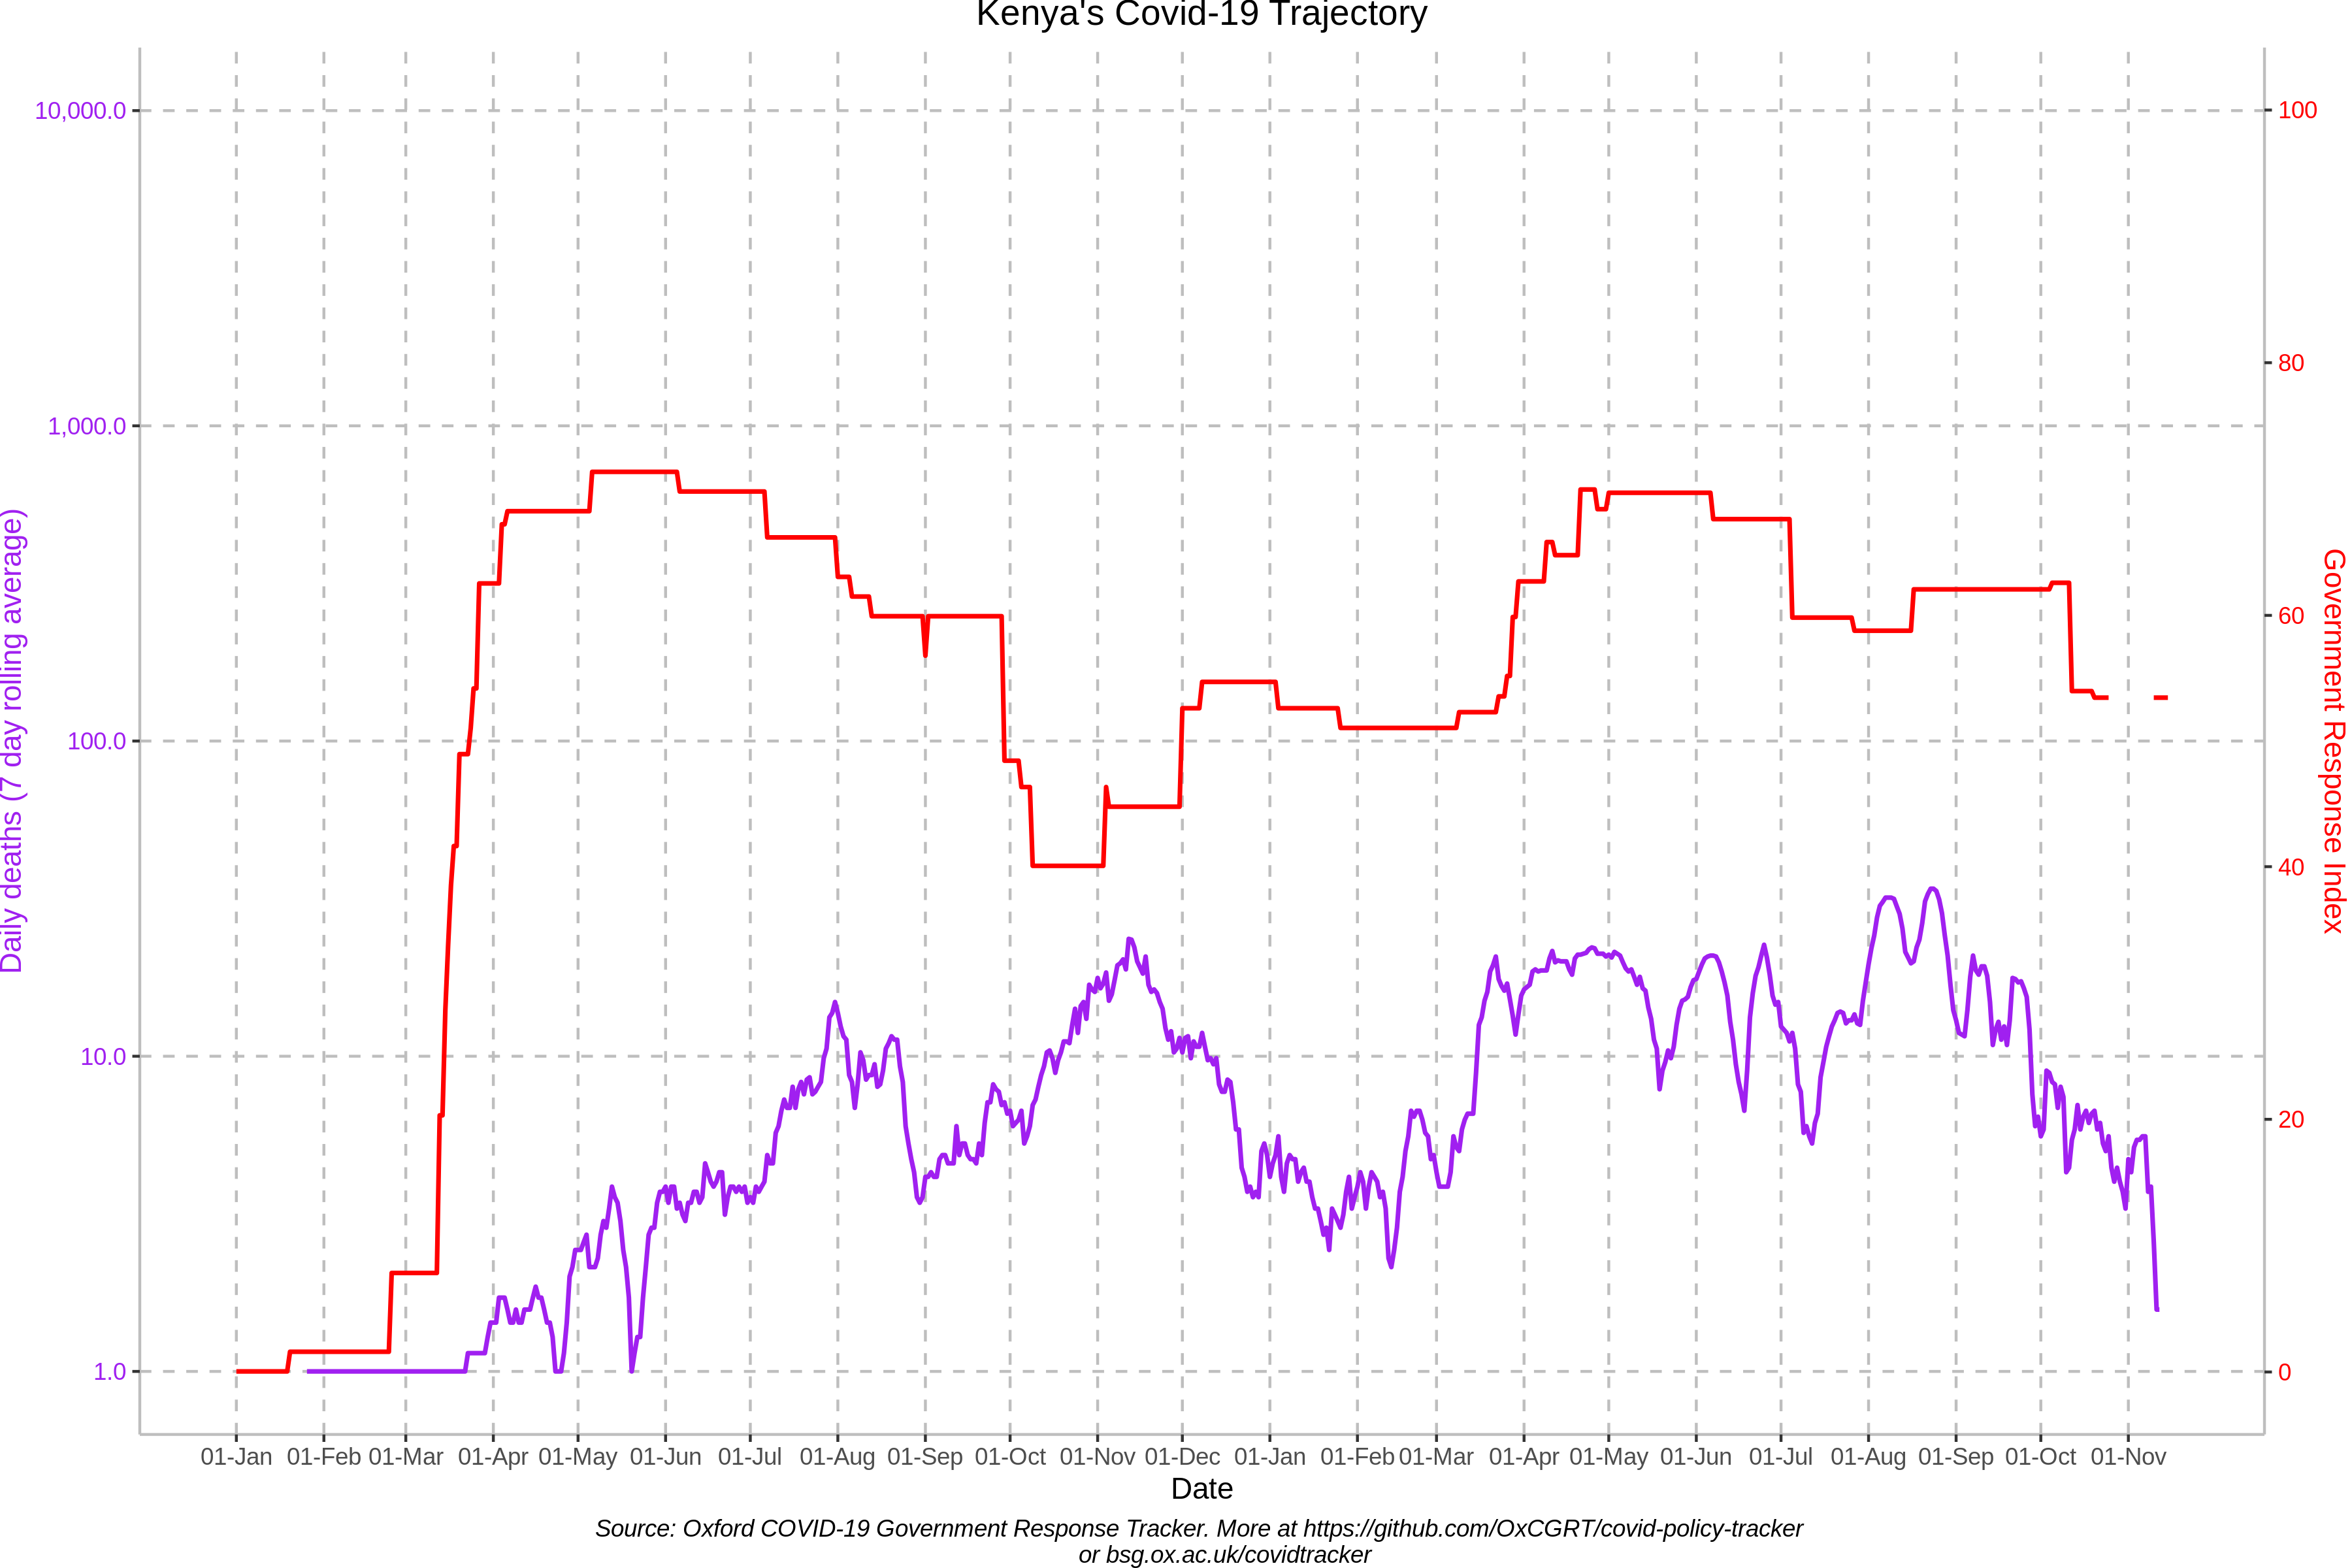 Kenya's Covid-19 Trajectory
10,000.0
1,000.0
100.0
10.0
1.0
Daily deaths (7 day rolling average)
100
80
60
40
20
0
Government Response Index
01-Jan 01-Feb 01-Mar 01-Apr 01-May 01-Jun 01-Jul 01-Aug 01-Sep 01-Oct 01-Nov 01-Dec 01-Jan 01-Feb 01-Mar 01-Apr 01-May 01-Jun 01-Jul 01-Aug 01-Sep 01-Oct 01-Nov
Date
Source: Oxford COVID-19 Government Response Tracker. More at https://github.com/OxCGRT/covid-policy-tracker
or bsg.ox.ac.uk/covidtracker